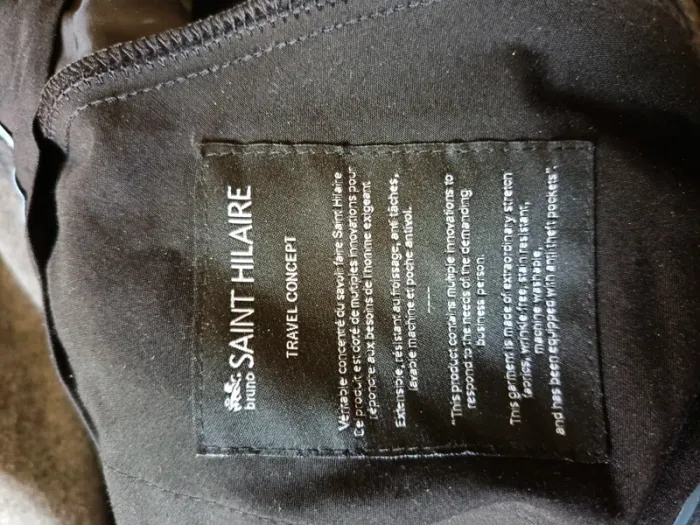 bruno SAINT HILAIRE
TRAVEL CONCEPT
Véritable concentré du savoir faire Saint Hilaire
Ce produit est doté de multiples innovations pour
répondre aux besoins de l'homme exigeant
Extensible, résistant au froissage, anti tâches,
lavable machine et poche antivol.
"This product contains multiple innovations to
respond to the needs of the demanding
business person.
This garment is made of extraordinary stretch
fabrics, wrinkle-free, stain resistant,
machine washable,
and has been equipped with anti theft pockets".